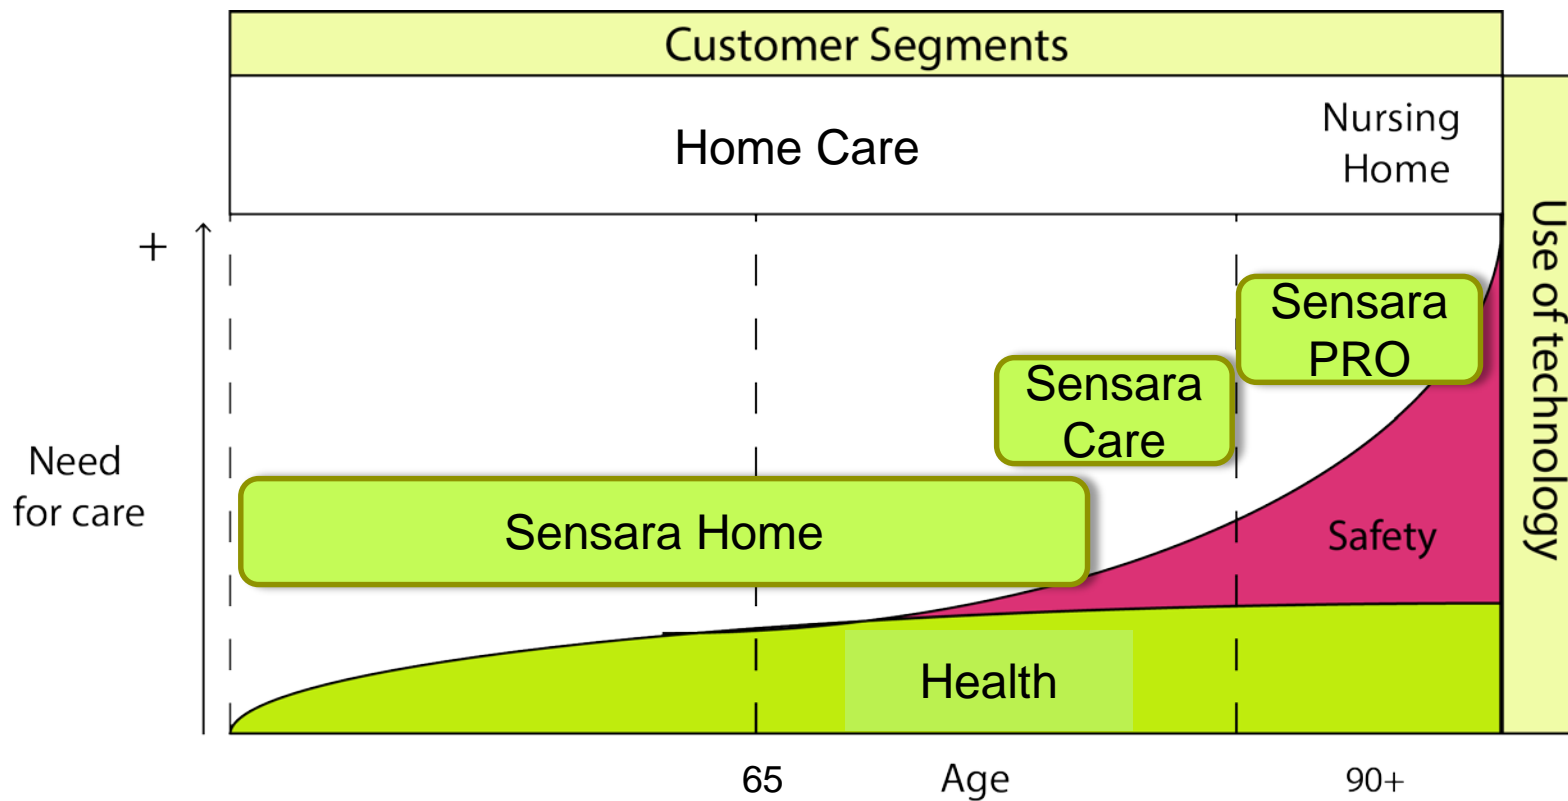 Customer Segments
Home Care
Nursing
Home
+
Use of technology
Sensara
PRO
Sensara
Care
Need
for care
Sensara Home
Safety
Health
65
Age
90+